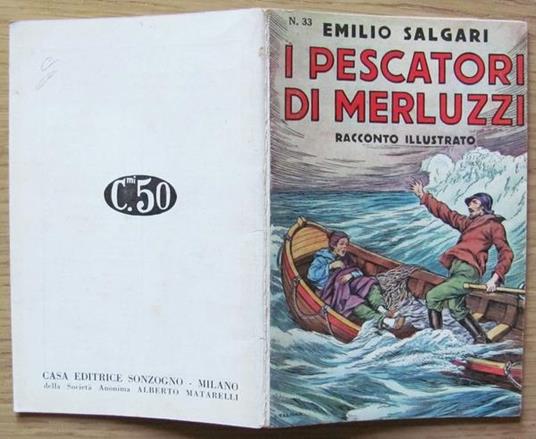 N. 33
EMILIO SALGARI
I PESCATORI
DI MERLUZZI
RACCONTO ILLUSTRATO
C.mi 50
CASA EDITRICE SONZOGNO - MILANO
della Società Anonima ALBERTO MATARELLI